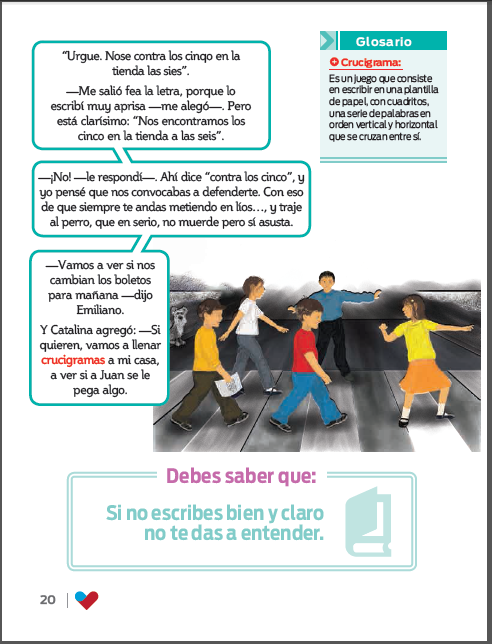 “Urgue. Nose contra los cinqo en la
tienda las sies”.
—Me salió fea la letra, porque lo
escribí muy aprisa —me alegó—. Pero
está clarísimo: “Nos encontramos los
cinco en la tienda a las seis”.
—¡No! —le respondí—. Ahí dice “contra los cinco”, y
yo pensé que nos convocabas a defenderte. Con eso
de que siempre te andas metiendo en líos…, y traje
al perro, que en serio, no muerde pero sí asusta.
—Vamos a ver si nos
cambian los boletos
para mañana —dijo
Emiliano.
Y Catalina agregó: —Si
quieren, vamos a llenar
crucigramas a mi casa,
a ver si a Juan se le
pega algo.
Glosario
Crucigrama:
Es un juego que consiste
en escribir en una plantilla
de papel, con cuadritos,
una serie de palabras en
orden vertical y horizontal
que se cruzan entre sí.
Debes saber que:
Si no escribes bien y claro
no te das a entender.
20